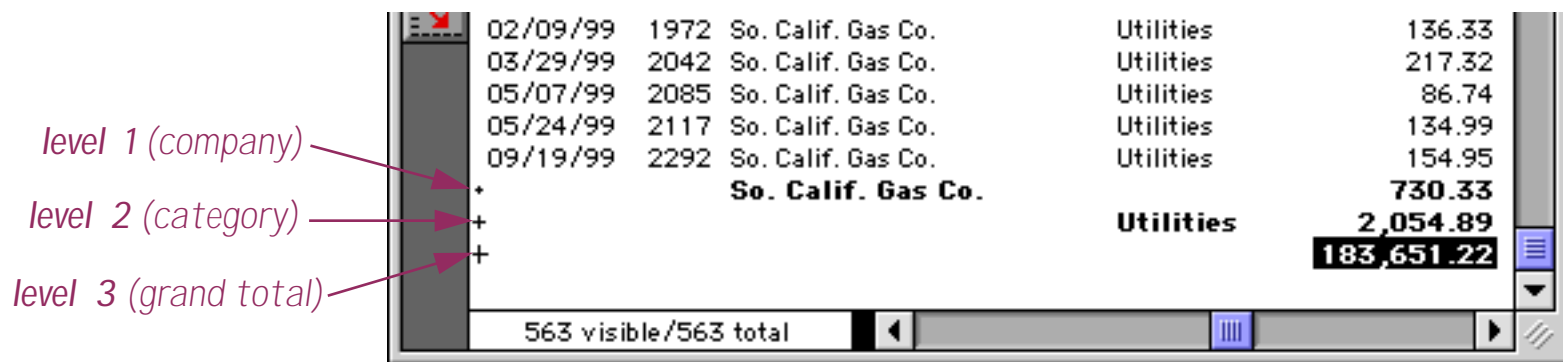 02/09/99 1972 So. Calif. Gas Co. Utilities 136.33
03/29/99 2042 So. Calif. Gas Co. Utilities 217.32
05/07/99 2085 So. Calif. Gas Co. Utilities 86.74
05/24/99 2117 So. Calif. Gas Co. Utilities 134.99
level 1 (company)
09/19/99 2292 So. Calif. Gas Co. Utilities 154.95
So. Calif. Gas Co. 730.33
level 2 (category)
+ Utilities 2,054.89
+ 183,651.22
level 3 (grand total)
563 visible/563 total